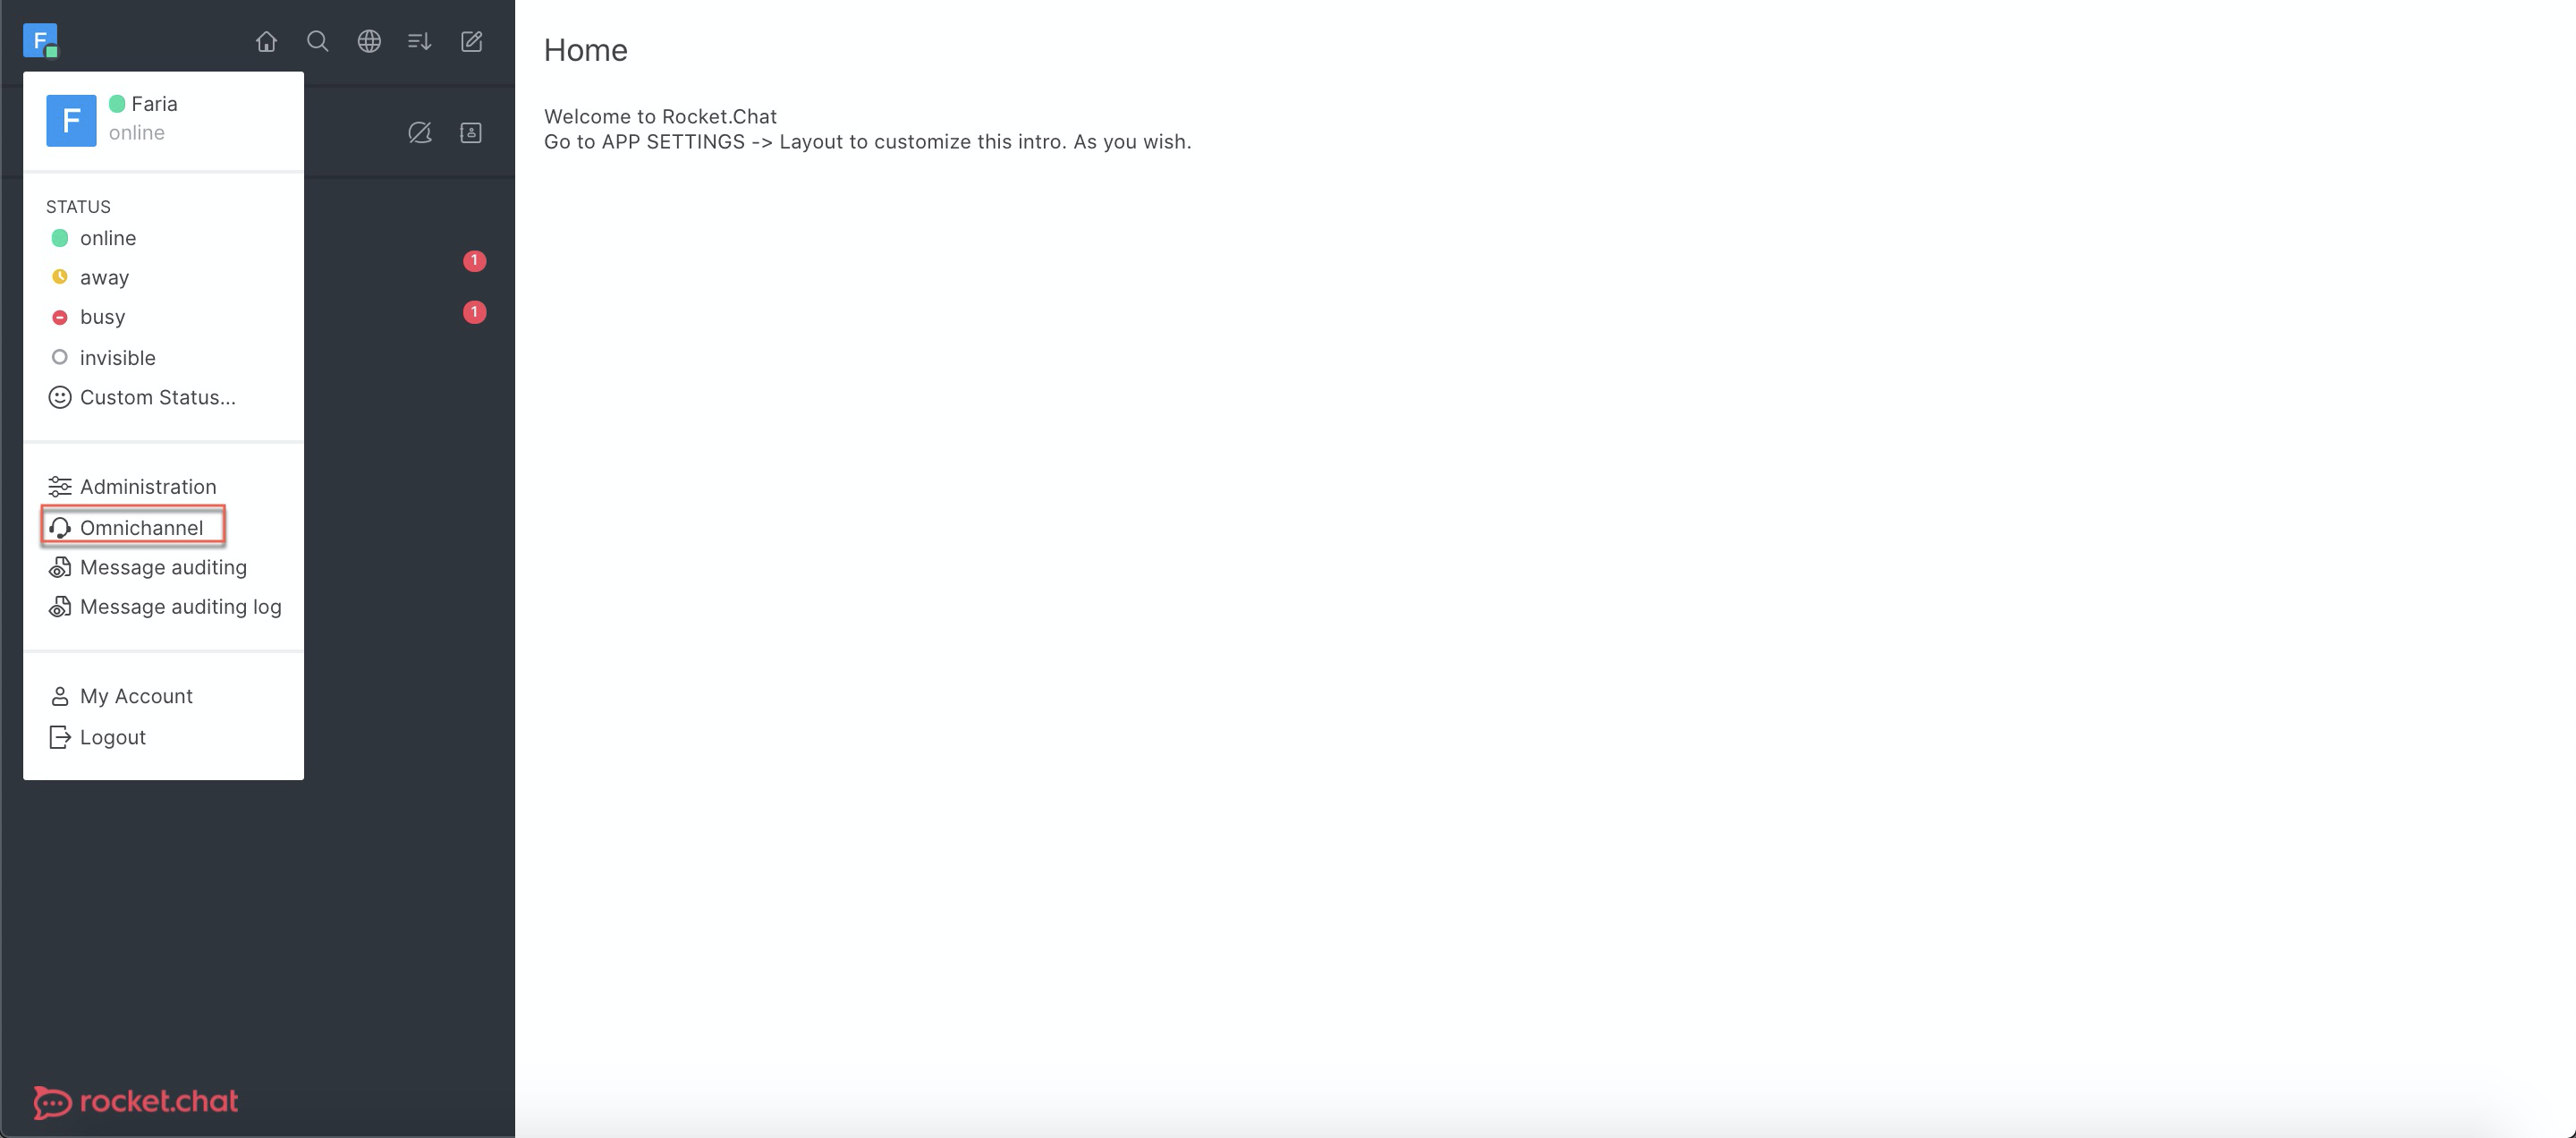 F
F
Faria
online
STATUS
online
away
busy
invisible
Custom Status...
Administration
Omnichannel
Message auditing
Message auditing log
My Account
Logout
1
1
rocket.chat
Home
Welcome to Rocket.Chat
Go to APP SETTINGS -> Layout to customize this intro. As you wish.